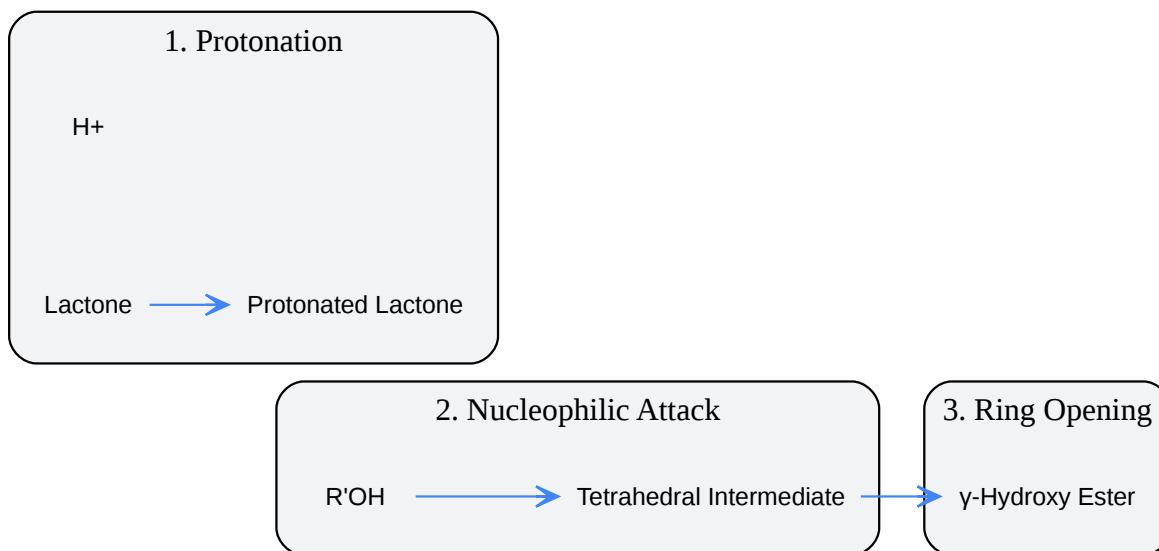 1. Protonation
H+
Lactone
Protonated Lactone
2. Nucleophilic Attack
3. Ring Opening
R'OH
Tetrahedral Intermediate
γ-Hydroxy Ester